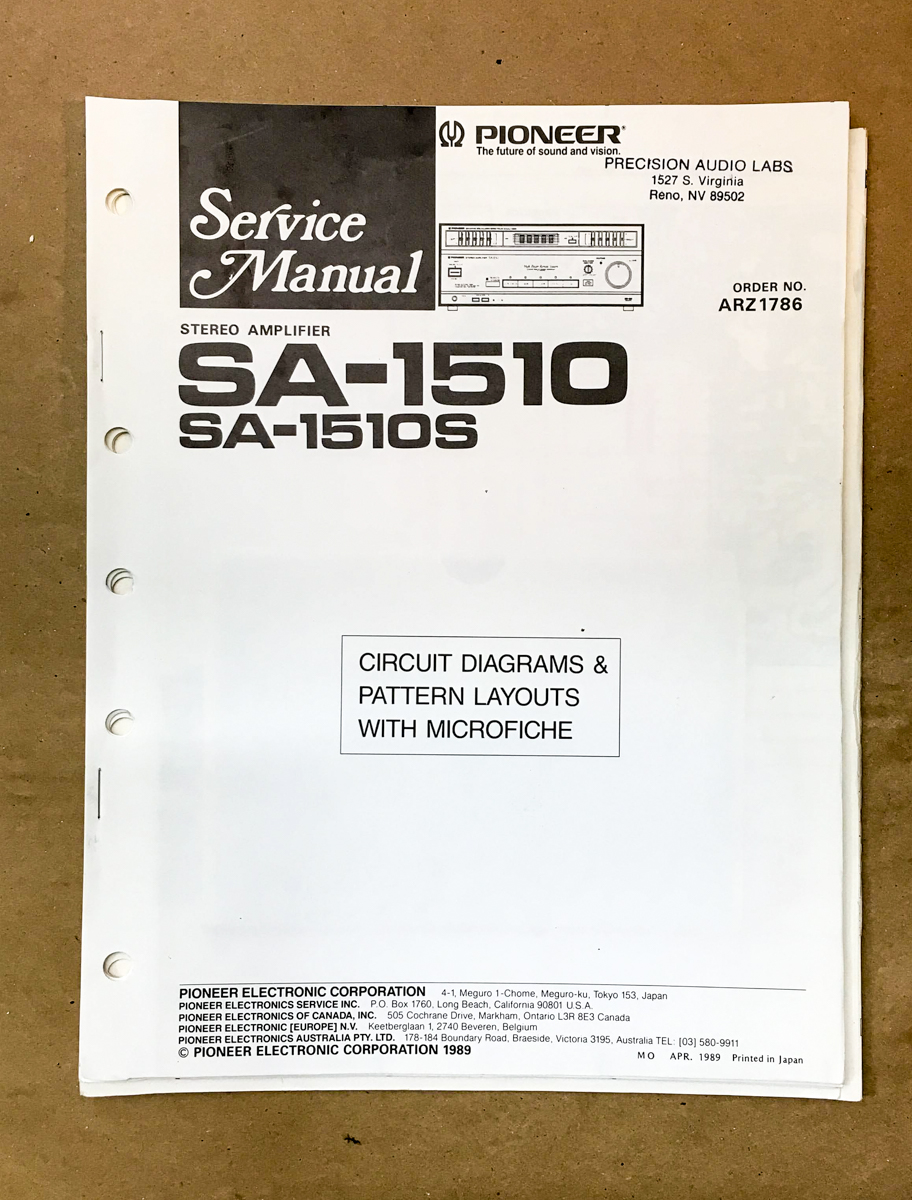 PIONEER®
The future of sound and vision.
PRECISION AUDIO LABS
1527 S. Virginia
Reno, NV 89502
Service
Manual
ORDER NO.
ARZ1786
STEREO AMPLIFIER
SA-1510
SA-1510S
CIRCUIT DIAGRAMS &
PATTERN LAYOUTS
WITH MICROFICHE
PIONEER ELECTRONIC CORPORATION 4-1, Meguro 1-Chome, Meguro-ku, Tokyo 153, Japan
PIONEER ELECTRONICS SERVICE INC. P.O. Box 1760, Long Beach, California 90801 U.S.A.
PIONEER ELECTRONICS OF CANADA, INC. 505 Cochrane Drive, Markham, Ontario L3R 8E3 Canada
PIONEER ELECTRONIC [EUROPE] N.V. Keetberglaan 1, 2740 Beveren, Belgium
PIONEER ELECTRONICS AUSTRALIA PTY. LTD. 178-184 Boundary Road, Braeside, Victoria 3195, Australia TEL: [03] 580-9911
© PIONEER ELECTRONIC CORPORATION 1989
MO APR. 1989 Printed in Japan